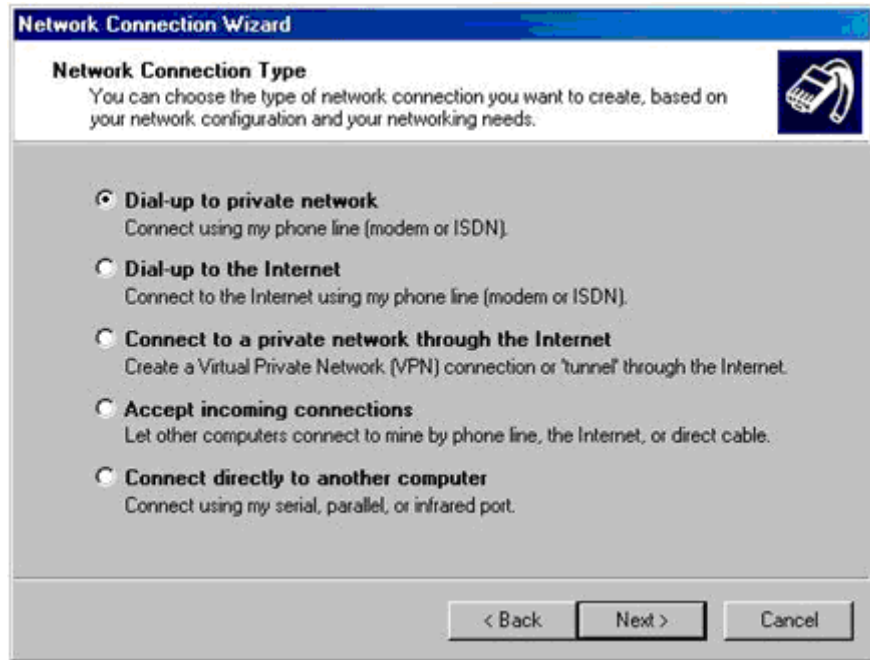 Network Connection Wizard
Network Connection Type
You can choose the type of network connection you want to create, based on
your network configuration and your networking needs.
Dial-up to private network
Connect using my phone line (modem or ISDN).
Dial-up to the Internet
Connect to the Internet using my phone line (modem or ISDN).
Connect to a private network through the Internet
Create a Virtual Private Network (VPN) connection or 'tunnel' through the Internet.
Accept incoming connections
Let other computers connect to mine by phone line, the Internet, or direct cable.
Connect directly to another computer
Connect using my serial, parallel, or infrared port.
< Back Next > Cancel